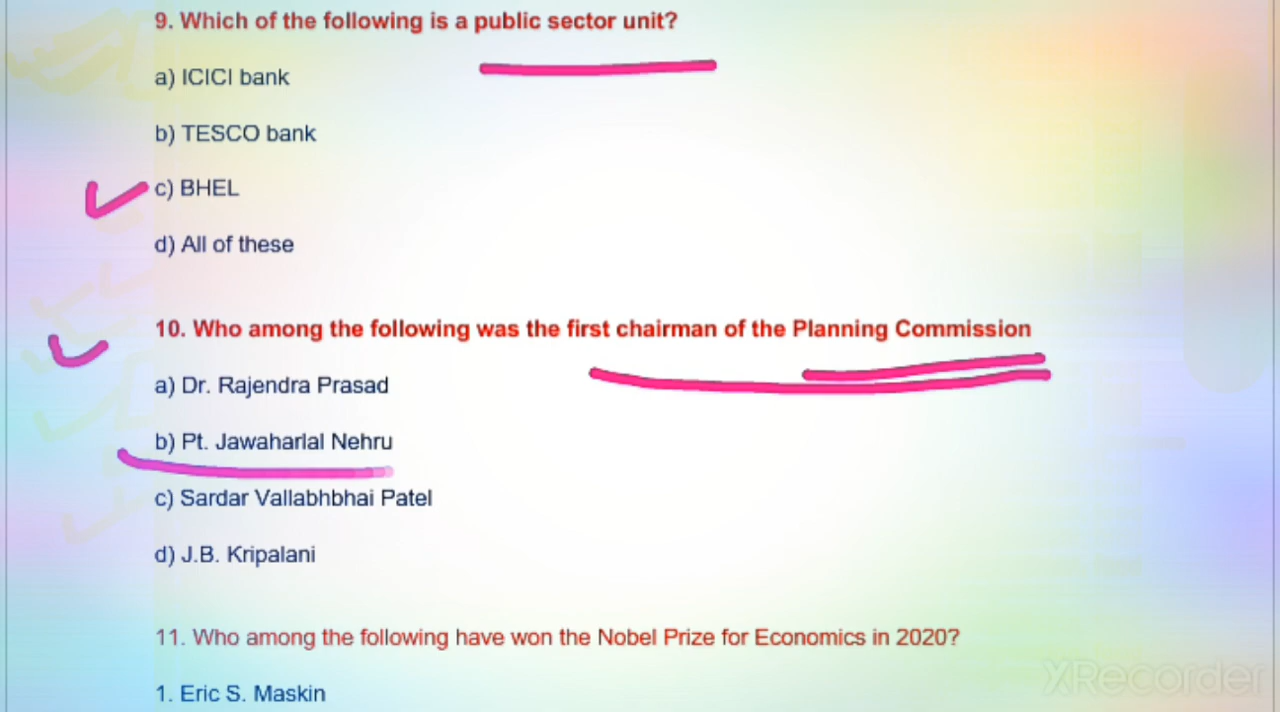 9. Which of the following is a public sector unit?
a) ICICI bank
b) TESCO bank
c) BHEL
d) All of these
10. Who among the following was the first chairman of the Planning Commission
a) Dr. Rajendra Prasad
b) Pt. Jawaharlal Nehru
c) Sardar Vallabhbhai Patel
d) J.B. Kripalani
11. Who among the following have won the Nobel Prize for Economics in 2020?
1. Eric S. Maskin
XRecorder